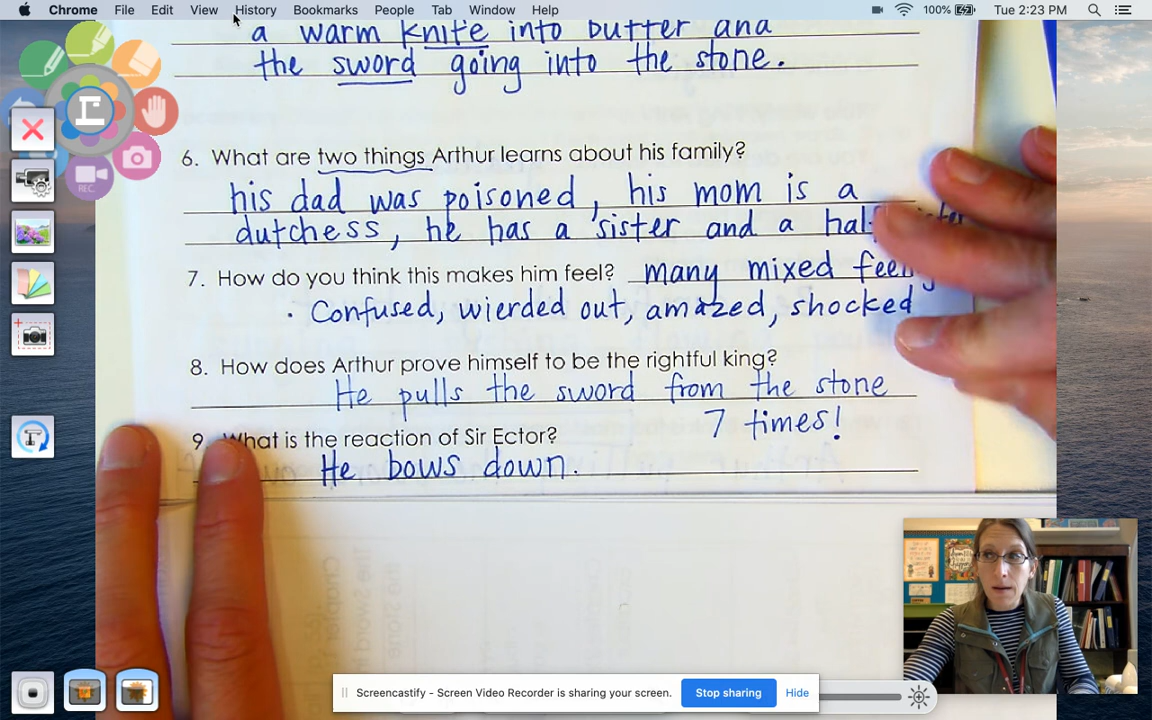 Chrome File Edit View History Bookmarks People Tab Window Help 100% Tue 2:23 PM
a warm knife into butter and
the sword going into the stone.
6. What are two things Arthur learns about his family?
his dad was poisoned, his mom is a
dutchess, he has a sister and a half
REC
7. How do you think this makes him feel? many mixed
Confused, wierded out, amazed, shocked
8. How does Arthur prove himself to be the rightful king?
He pulls the sword from the stone
7 times!
9. What is the reaction of Sir Ector?
He bows down.
Screencastify - Screen Video Recorder is sharing your screen. Stop sharing Hide